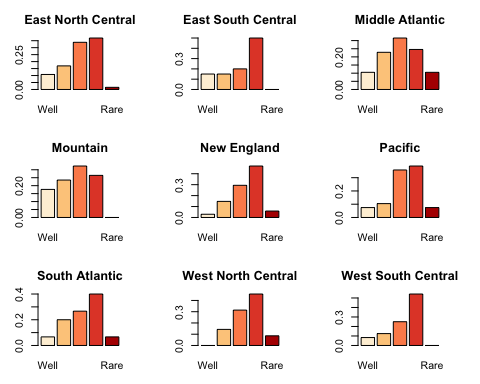 East North Central
0.00 0.25
Well Rare
East South Central
0.0 0.3
Well Rare
Middle Atlantic
0.00 0.20
Well Rare
Mountain
0.00 0.20
Well Rare
New England
0.0 0.3
Well Rare
Pacific
0.0 0.2
Well Rare
South Atlantic
0.0 0.2 0.4
Well Rare
West North Central
0.0 0.3
Well Rare
West South Central
0.0 0.3
Well Rare